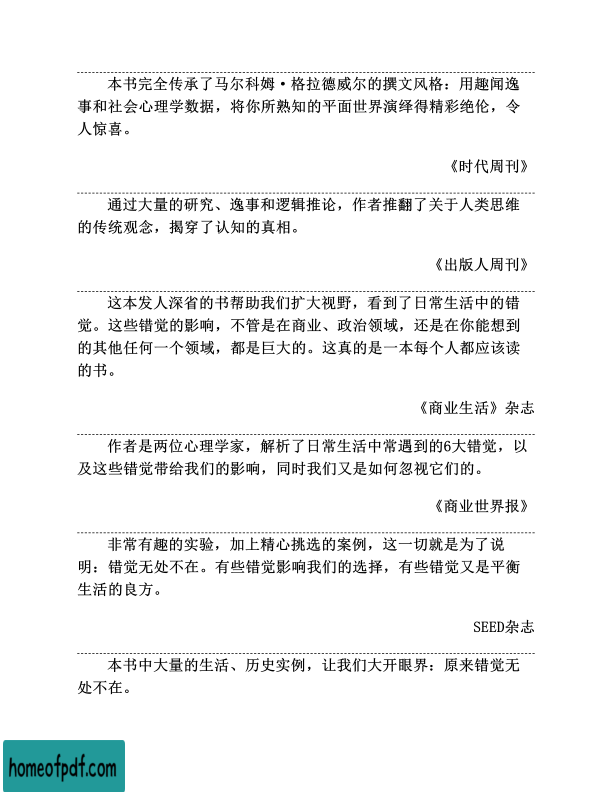 本书完全传承了马尔科姆·格拉德威尔的撰文风格：用趣闻逸
事和社会心理学数据，将你所熟知的平面世界演绎得精彩绝伦，令
人惊喜。
《时代周刊》
通过大量的研究、逸事和逻辑推论，作者推翻了关于人类思维
的传统观念，揭穿了认知的真相。
《出版人周刊》
这本发人深省的书帮助我们扩大视野，看到了日常生活中的错
觉。这些错觉的影响，不管是在商业、政治领域，还是在你能想到
的其他任何一个领域，都是巨大的。这真的是一本每个人都应该读
的书。
《商业生活》杂志
作者是两位心理学家，解析了日常生活中常遇到的6大错觉，以
及这些错觉带给我们的影响，同时我们又是如何忽视它们的。
《商业世界报》
非常有趣的实验，加上精心挑选的案例，这一切就是为了说
明：错觉无处不在。有些错觉影响我们的选择，有些错觉又是平衡
生活的良方。
SEED杂志
本书中大量的生活、历史实例，让我们大开眼界：原来错觉无
处不在。
homeofpdf.com